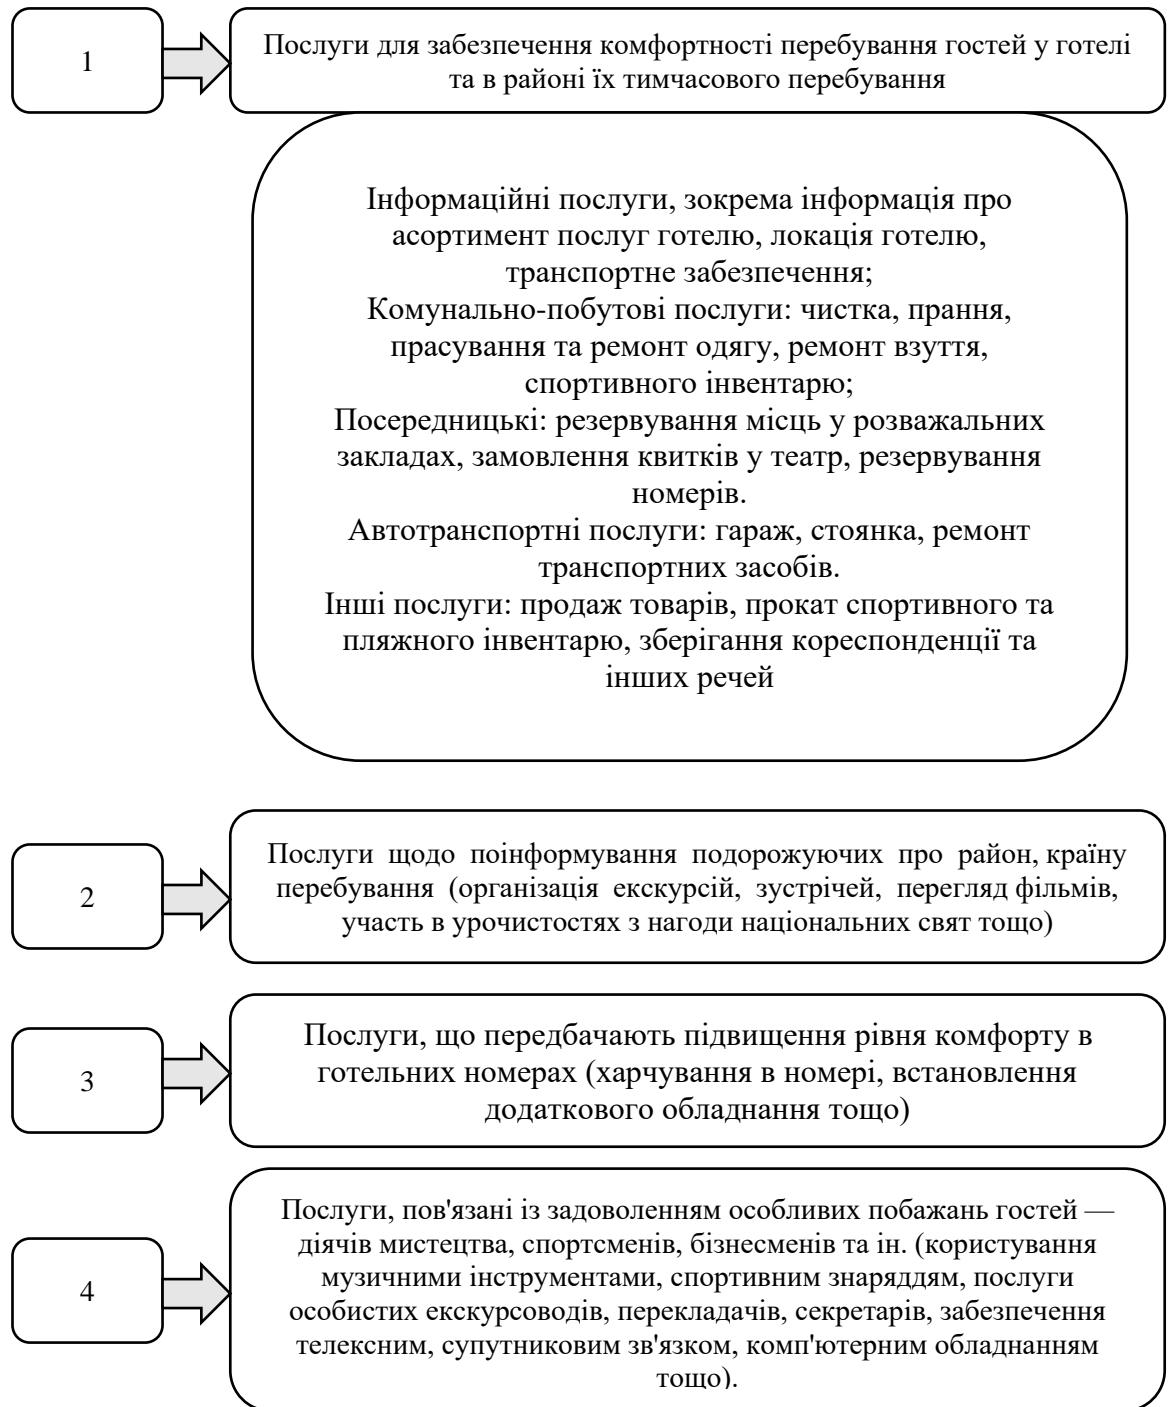 1
Послуги для забезпечення комфортності перебування гостей у готелі
та в районі їх тимчасового перебування
Інформаційні послуги, зокрема інформація про
асортимент послуг готелю, локація готелю,
транспортне забезпечення;
Комунально-побутові послуги: чистка, прання,
прасування та ремонт одягу, ремонт взуття,
спортивного інвентарю;
Посередницькі: резервування місць у розважальних
закладах, замовлення квитків у театр, резервування
номерів.
Автотранспортні послуги: гараж, стоянка, ремонт
транспортних засобів.
Інші послуги: продаж товарів, прокат спортивного та
пляжного інвентарю, зберігання кореспонденції та
інших речей
2
Послуги щодо поінформування подорожуючих про район, країну
перебування (організація екскурсій, зустрічей, перегляд фільмів,
участь в урочистостях з нагоди національних свят тощо)
3
Послуги, що передбачають підвищення рівня комфорту в
готельних номерах (харчування в номері, встановлення
додаткового обладнання тощо)
4
Послуги, пов'язані із задоволенням особливих побажань гостей —
діячів мистецтва, спортсменів, бізнесменів та ін. (користування
музичними інструментами, спортивним знаряддям, послуги
особистих екскурсоводів, перекладачів, секретарів, забезпечення
телексним, супутниковим зв'язком, комп'ютерним обладнанням
тощо).